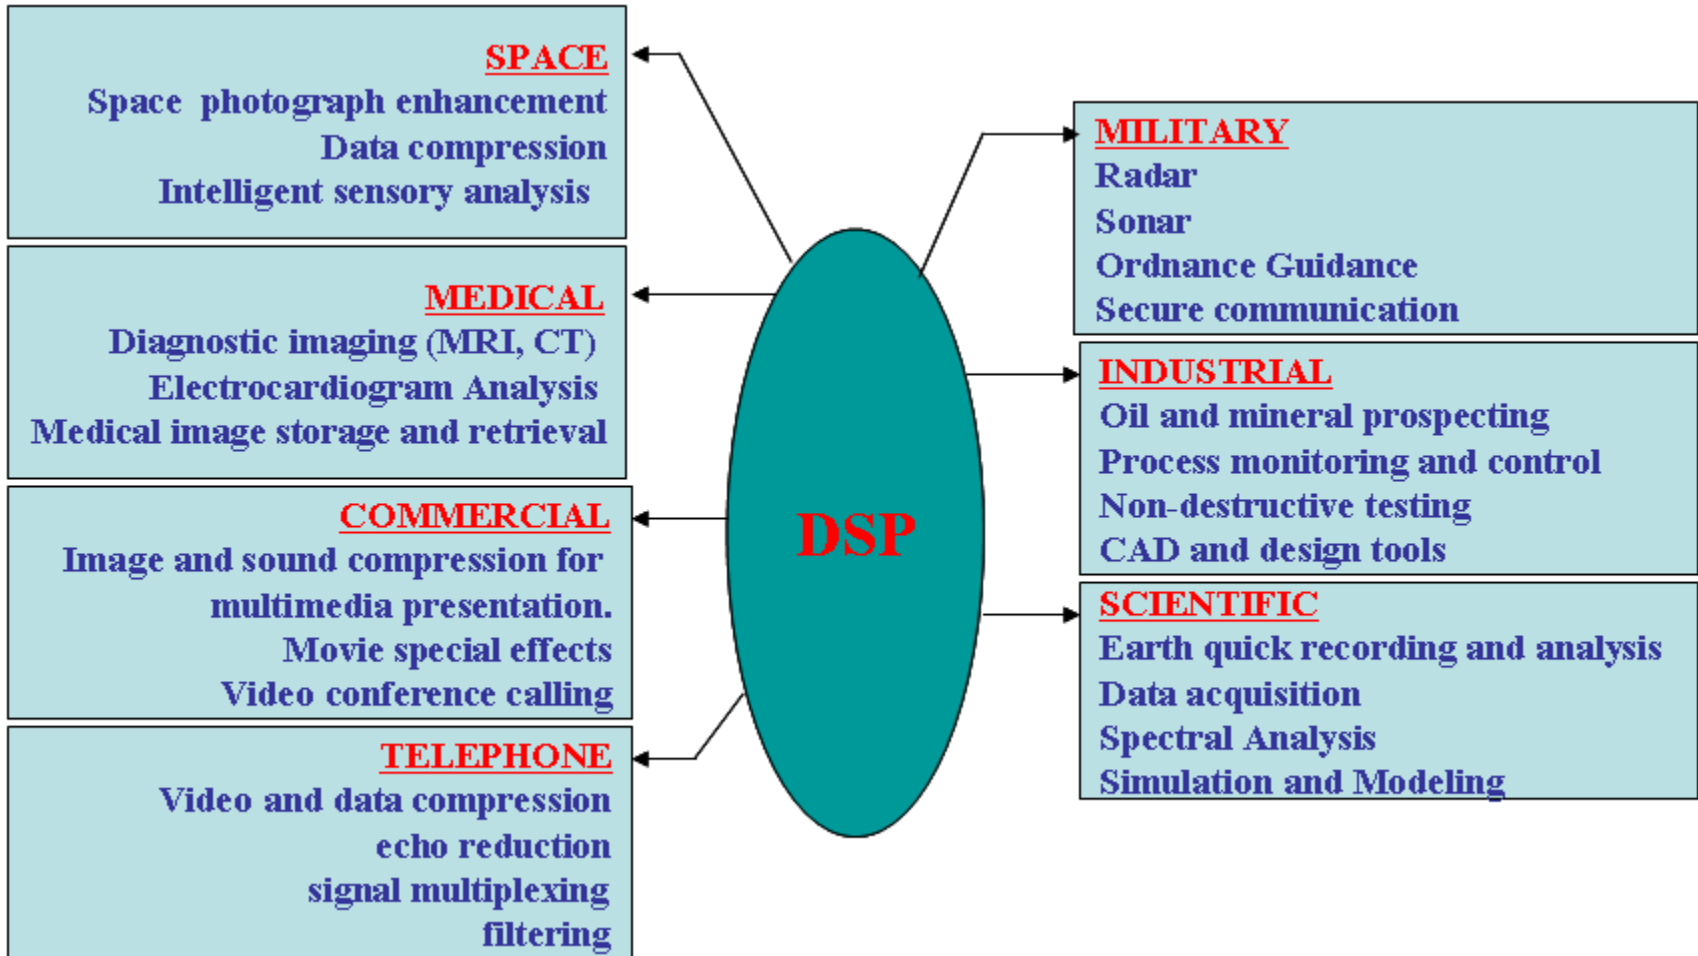 SPACE
Space photograph enhancement
Data compression
Intelligent sensory analysis
MEDICAL
Diagnostic imaging (MRI, CT)
Electrocardiogram Analysis
Medical image storage and retrieval
COMMERCIAL
Image and sound compression for
multimedia presentation.
Movie special effects
Video conference calling
TELEPHONE
Video and data compression
echo reduction
signal multiplexing
filtering
DSP
MILITARY
Radar
Sonar
Ordnance Guidance
Secure communication
INDUSTRIAL
Oil and mineral prospecting
Process monitoring and control
Non-destructive testing
CAD and design tools
SCIENTIFIC
Earth quick recording and analysis
Data acquisition
Spectral Analysis
Simulation and Modeling